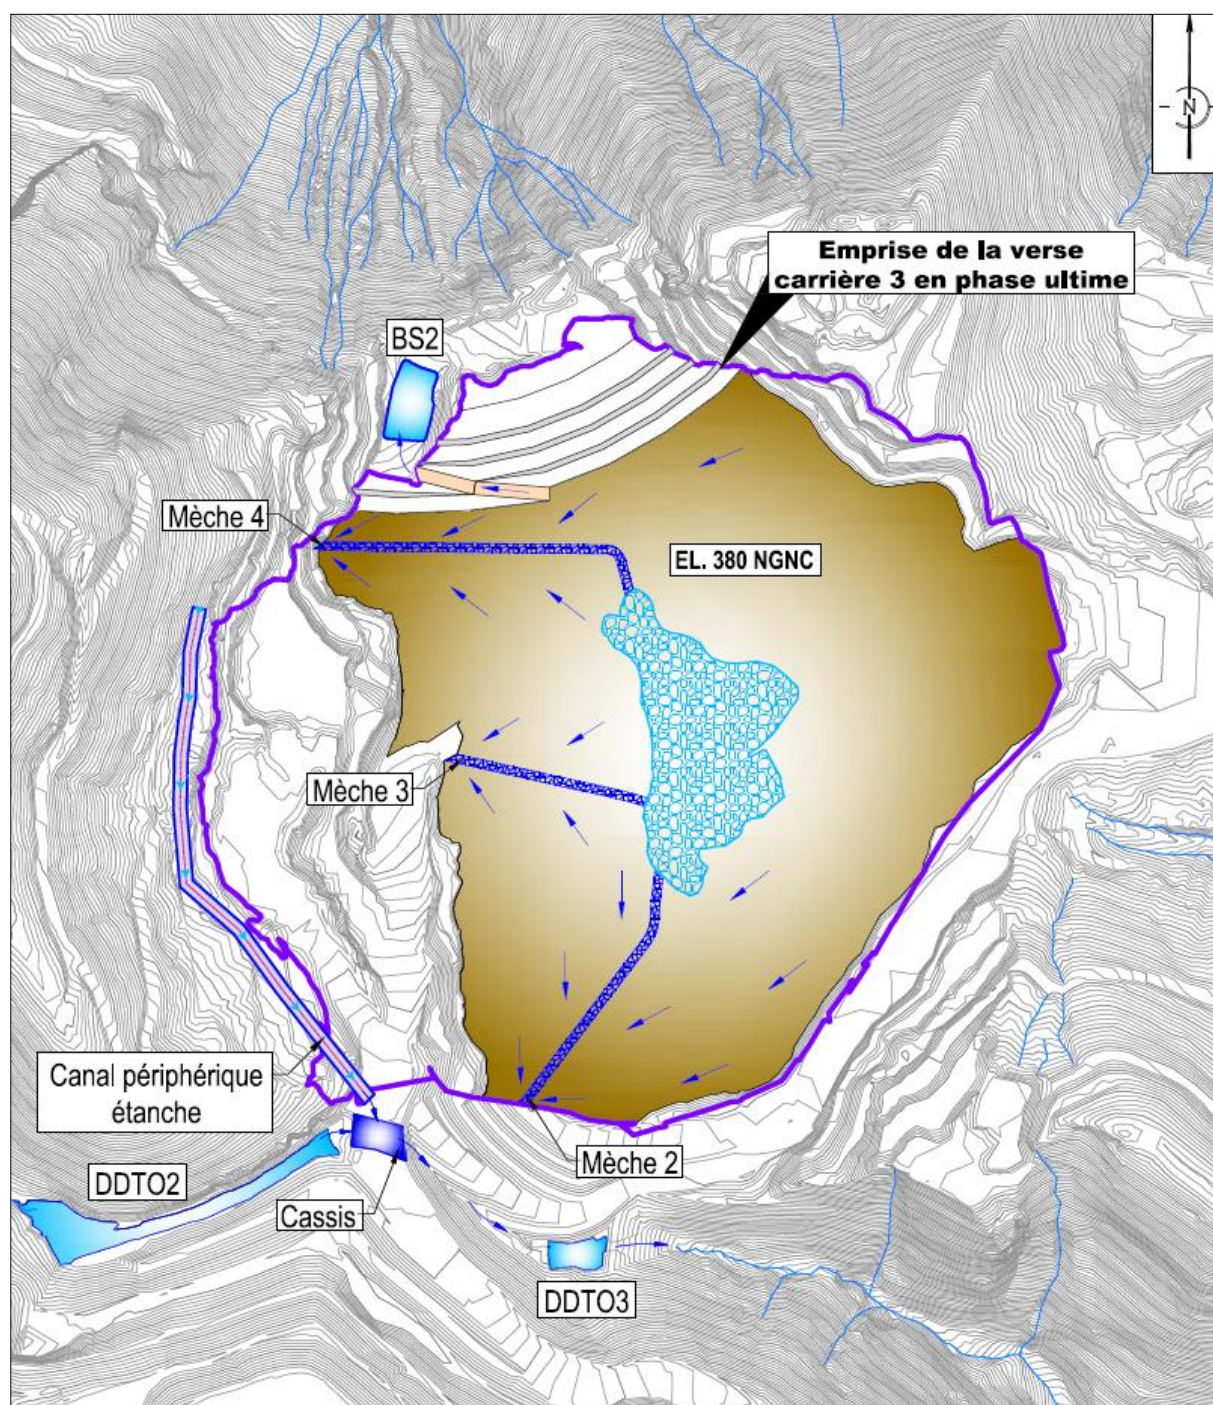 N
Emprise de la verse
carrière 3 en phase ultime
BS2
Mèche 4
EL. 380 NGNC
Mèche 3
Canal périphérique
étanche
Mèche 2
DDTO2
Cassis
DDTO3